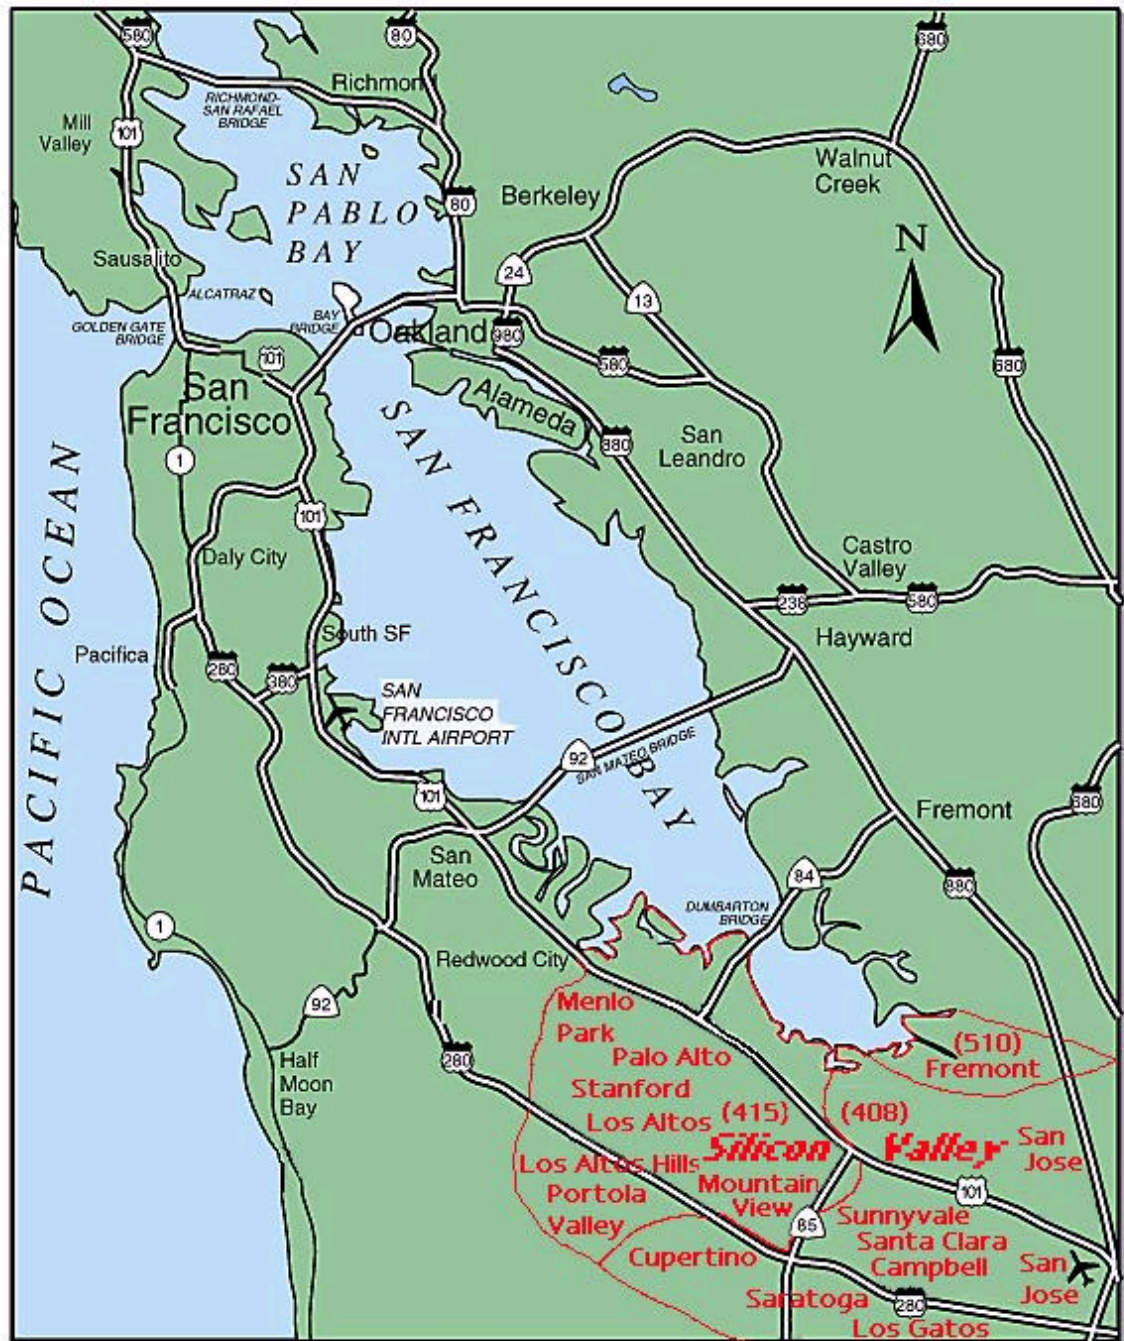 580
80
680
Richmond
RICHMOND-
SAN RAFAEL
BRIDGE
Mill
Valley
101
SAN
PABLO
BAY
Walnut
Creek
Berkeley
80
N
Sausalito
24
ALCATRAZ
13
BAY
BRIDGE
GOLDEN GATE
BRIDGE
Oakland
980
101
580
680
San
Francisco
Alameda
880
San
Leandro
1
PACIFIC OCEAN
SAN FRANCISCO BAY
101
Daly City
Castro
Valley
238
580
South SF
Hayward
Pacifica
280
380
SAN
FRANCISCO
INTL AIRPORT
92
SAN MATEO BRIDGE
101
680
Fremont
San
Mateo
84
880
DUMBARTON
BRIDGE
1
Redwood City
92
Menlo
Park
(510)
Fremont
280
Palo Alto
Half
Moon
Bay
Stanford
Los Altos
(415)
(408)
Silicon Valley
San
Jose
Los Altos Hills
Mountain
View
Portola
Valley
101
85
Sunnyvale
Santa Clara
Campbell
Cupertino
San
Jose
Saratoga
280
Los Gatos